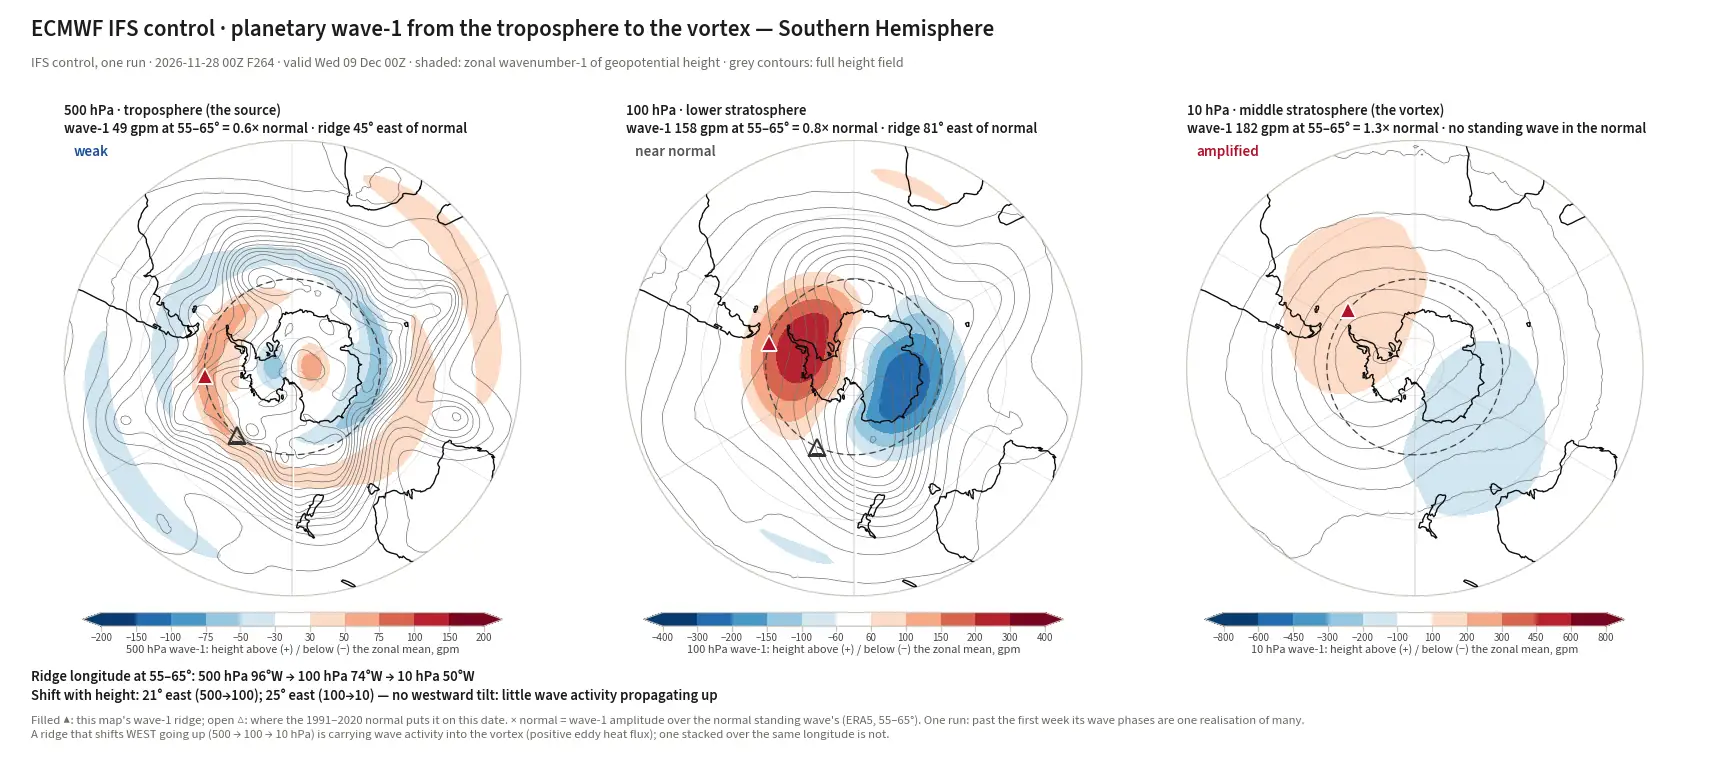 ECMWF IFS control · planetary wave-1 from the troposphere to the vortex — Southern Hemisphere
IFS control, one run · 2026-11-28 00Z F264 · valid Wed 09 Dec 00Z · shaded: zonal wavenumber-1 of geopotential height · grey contours: full height field
500 hPa · troposphere (the source)
wave-1 49 gpm at 55–65° = 0.6× normal · ridge 45° east of normal
weak
100 hPa · lower stratosphere
wave-1 158 gpm at 55–65° = 0.8× normal · ridge 81° east of normal
near normal
10 hPa · middle stratosphere (the vortex)
wave-1 182 gpm at 55–65° = 1.3× normal · no standing wave in the normal
amplified
−200 −150 −100 −75 −50 −30 30 50 75 100 150 200
500 hPa wave-1: height above (+) / below (−) the zonal mean, gpm
−400 −300 −200 −150 −100 −60 60 100 150 200 300 400
100 hPa wave-1: height above (+) / below (−) the zonal mean, gpm
−800 −600 −450 −300 −200 −100 100 200 300 450 600 800
10 hPa wave-1: height above (+) / below (−) the zonal mean, gpm
Ridge longitude at 55–65°: 500 hPa 96°W → 100 hPa 74°W → 10 hPa 50°W
Shift with height: 21° east (500→100); 25° east (100→10) — no westward tilt: little wave activity propagating up
Filled ▲: this map's wave-1 ridge; open △: where the 1991–2020 normal puts it on this date. × normal = wave-1 amplitude over the normal standing wave's (ERA5, 55–65°). One run: past the first week its wave phases are one realisation of many.
A ridge that shifts WEST going up (500 → 100 → 10 hPa) is carrying wave activity into the vortex (positive eddy heat flux); one stacked over the same longitude is not.